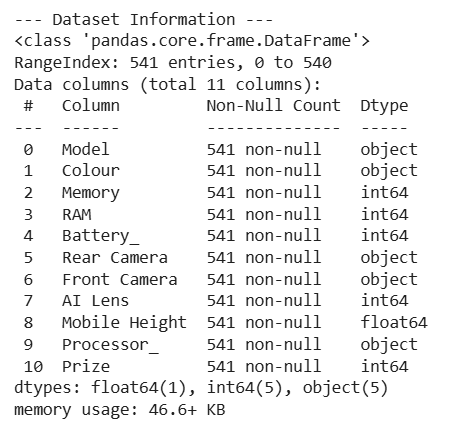 --- Dataset Information ---
<class 'pandas.core.frame.DataFrame'>
RangeIndex: 541 entries, 0 to 540
Data columns (total 11 columns):
 #   Column         Non-Null Count  Dtype
---  ------         --------------  -----
 0   Model          541 non-null    object
 1   Colour         541 non-null    object
 2   Memory         541 non-null    int64
 3   RAM            541 non-null    int64
 4   Battery_       541 non-null    int64
 5   Rear Camera    541 non-null    object
 6   Front Camera   541 non-null    object
 7   AI Lens        541 non-null    int64
 8   Mobile Height  541 non-null    float64
 9   Processor_     541 non-null    object
 10  Prize          541 non-null    int64
dtypes: float64(1), int64(5), object(5)
memory usage: 46.6+ KB